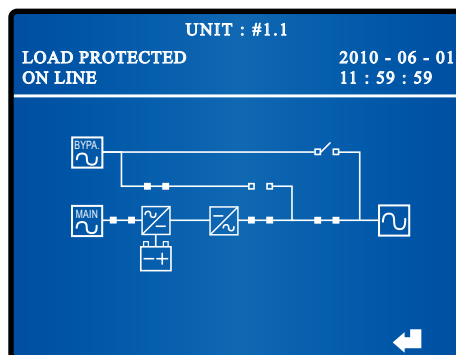 UNIT : #1.1
LOAD PROTECTED
2010 - 06 - 01
ON LINE
11 : 59 : 59
BYPA.
MAIN